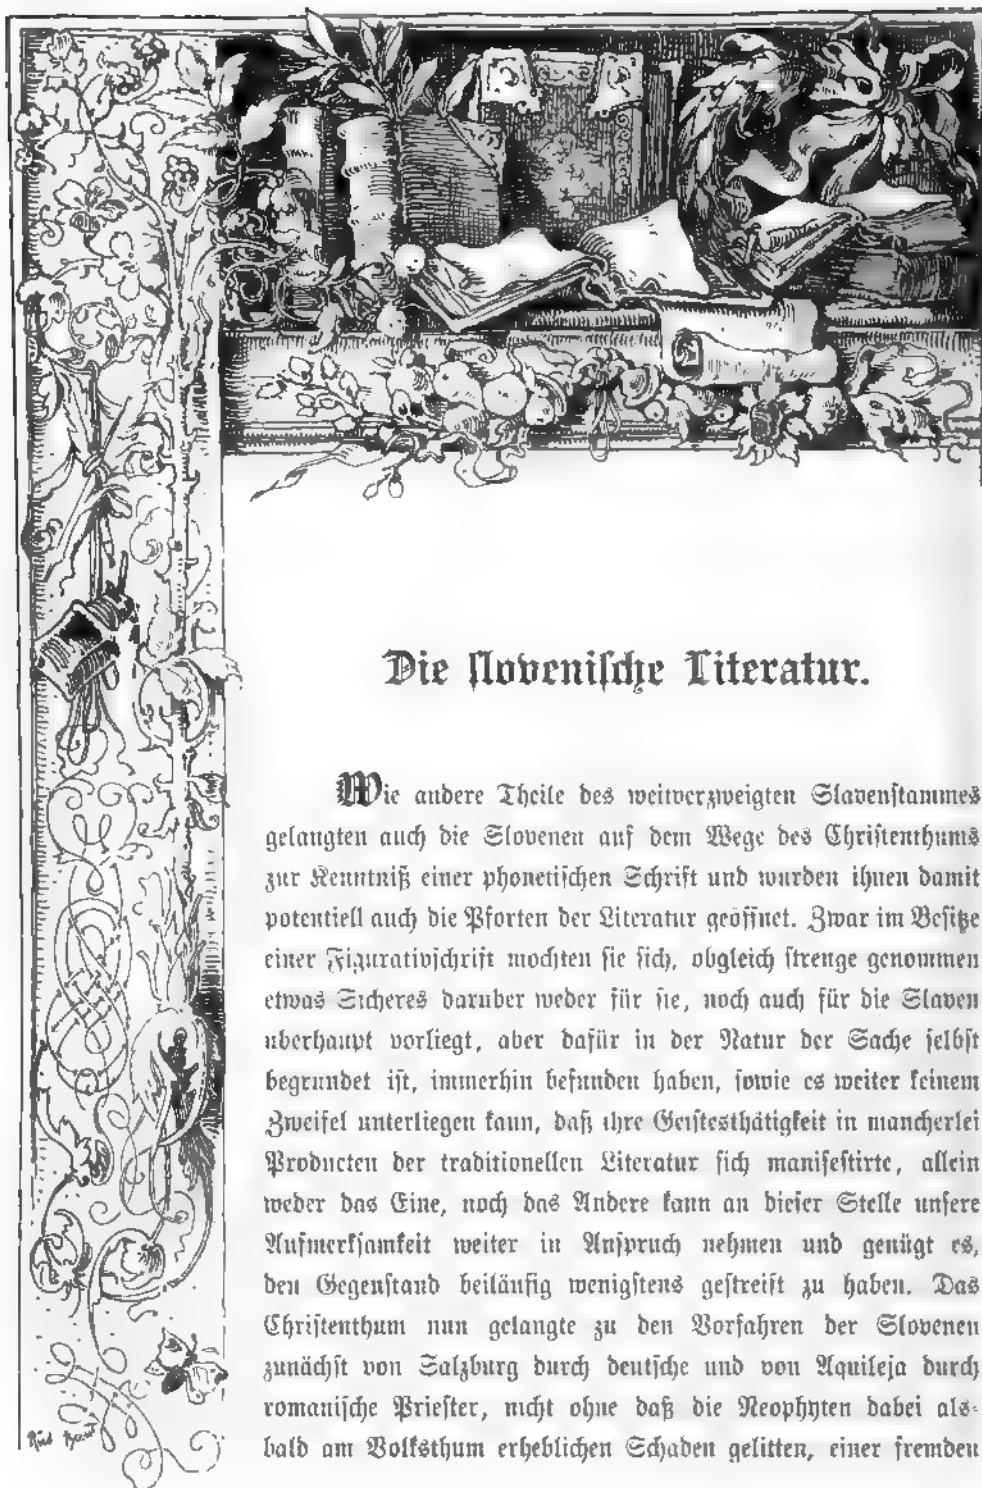 Die slovenische Literatur.
Wie andere Theile des weitverzweigten Slavenstammes
gelangten auch die Slovenen auf dem Wege des Christenthums
zur Kenntniß einer phonetischen Schrift und wurden ihnen damit
potentiell auch die Pforten der Literatur geöffnet. Zwar im Besitze
einer Figurativschrift mochten sie sich, obgleich strenge genommen
etwas Sicheres darüber weder für sie, noch auch für die Slaven
überhaupt vorliegt, aber dafür in der Natur der Sache selbst
begründet ist, immerhin befunden haben, sowie es weiter keinem
Zweifel unterliegen kann, daß ihre Geistesthätigkeit in mancherlei
Producten der traditionellen Literatur sich manifestirte, allein
weder das Eine, noch das Andere kann an dieser Stelle unsere
Aufmerksamkeit weiter in Anspruch nehmen und genügt es,
den Gegenstand beiläufig wenigstens gestreift zu haben. Das
Christenthum nun gelangte zu den Vorfahren der Slovenen
zunächst von Salzburg durch deutsche und von Aquileja durch
romanische Priester, nicht ohne daß die Neophyten dabei als-
bald am Volksthum erheblichen Schaden gelitten, einer fremden